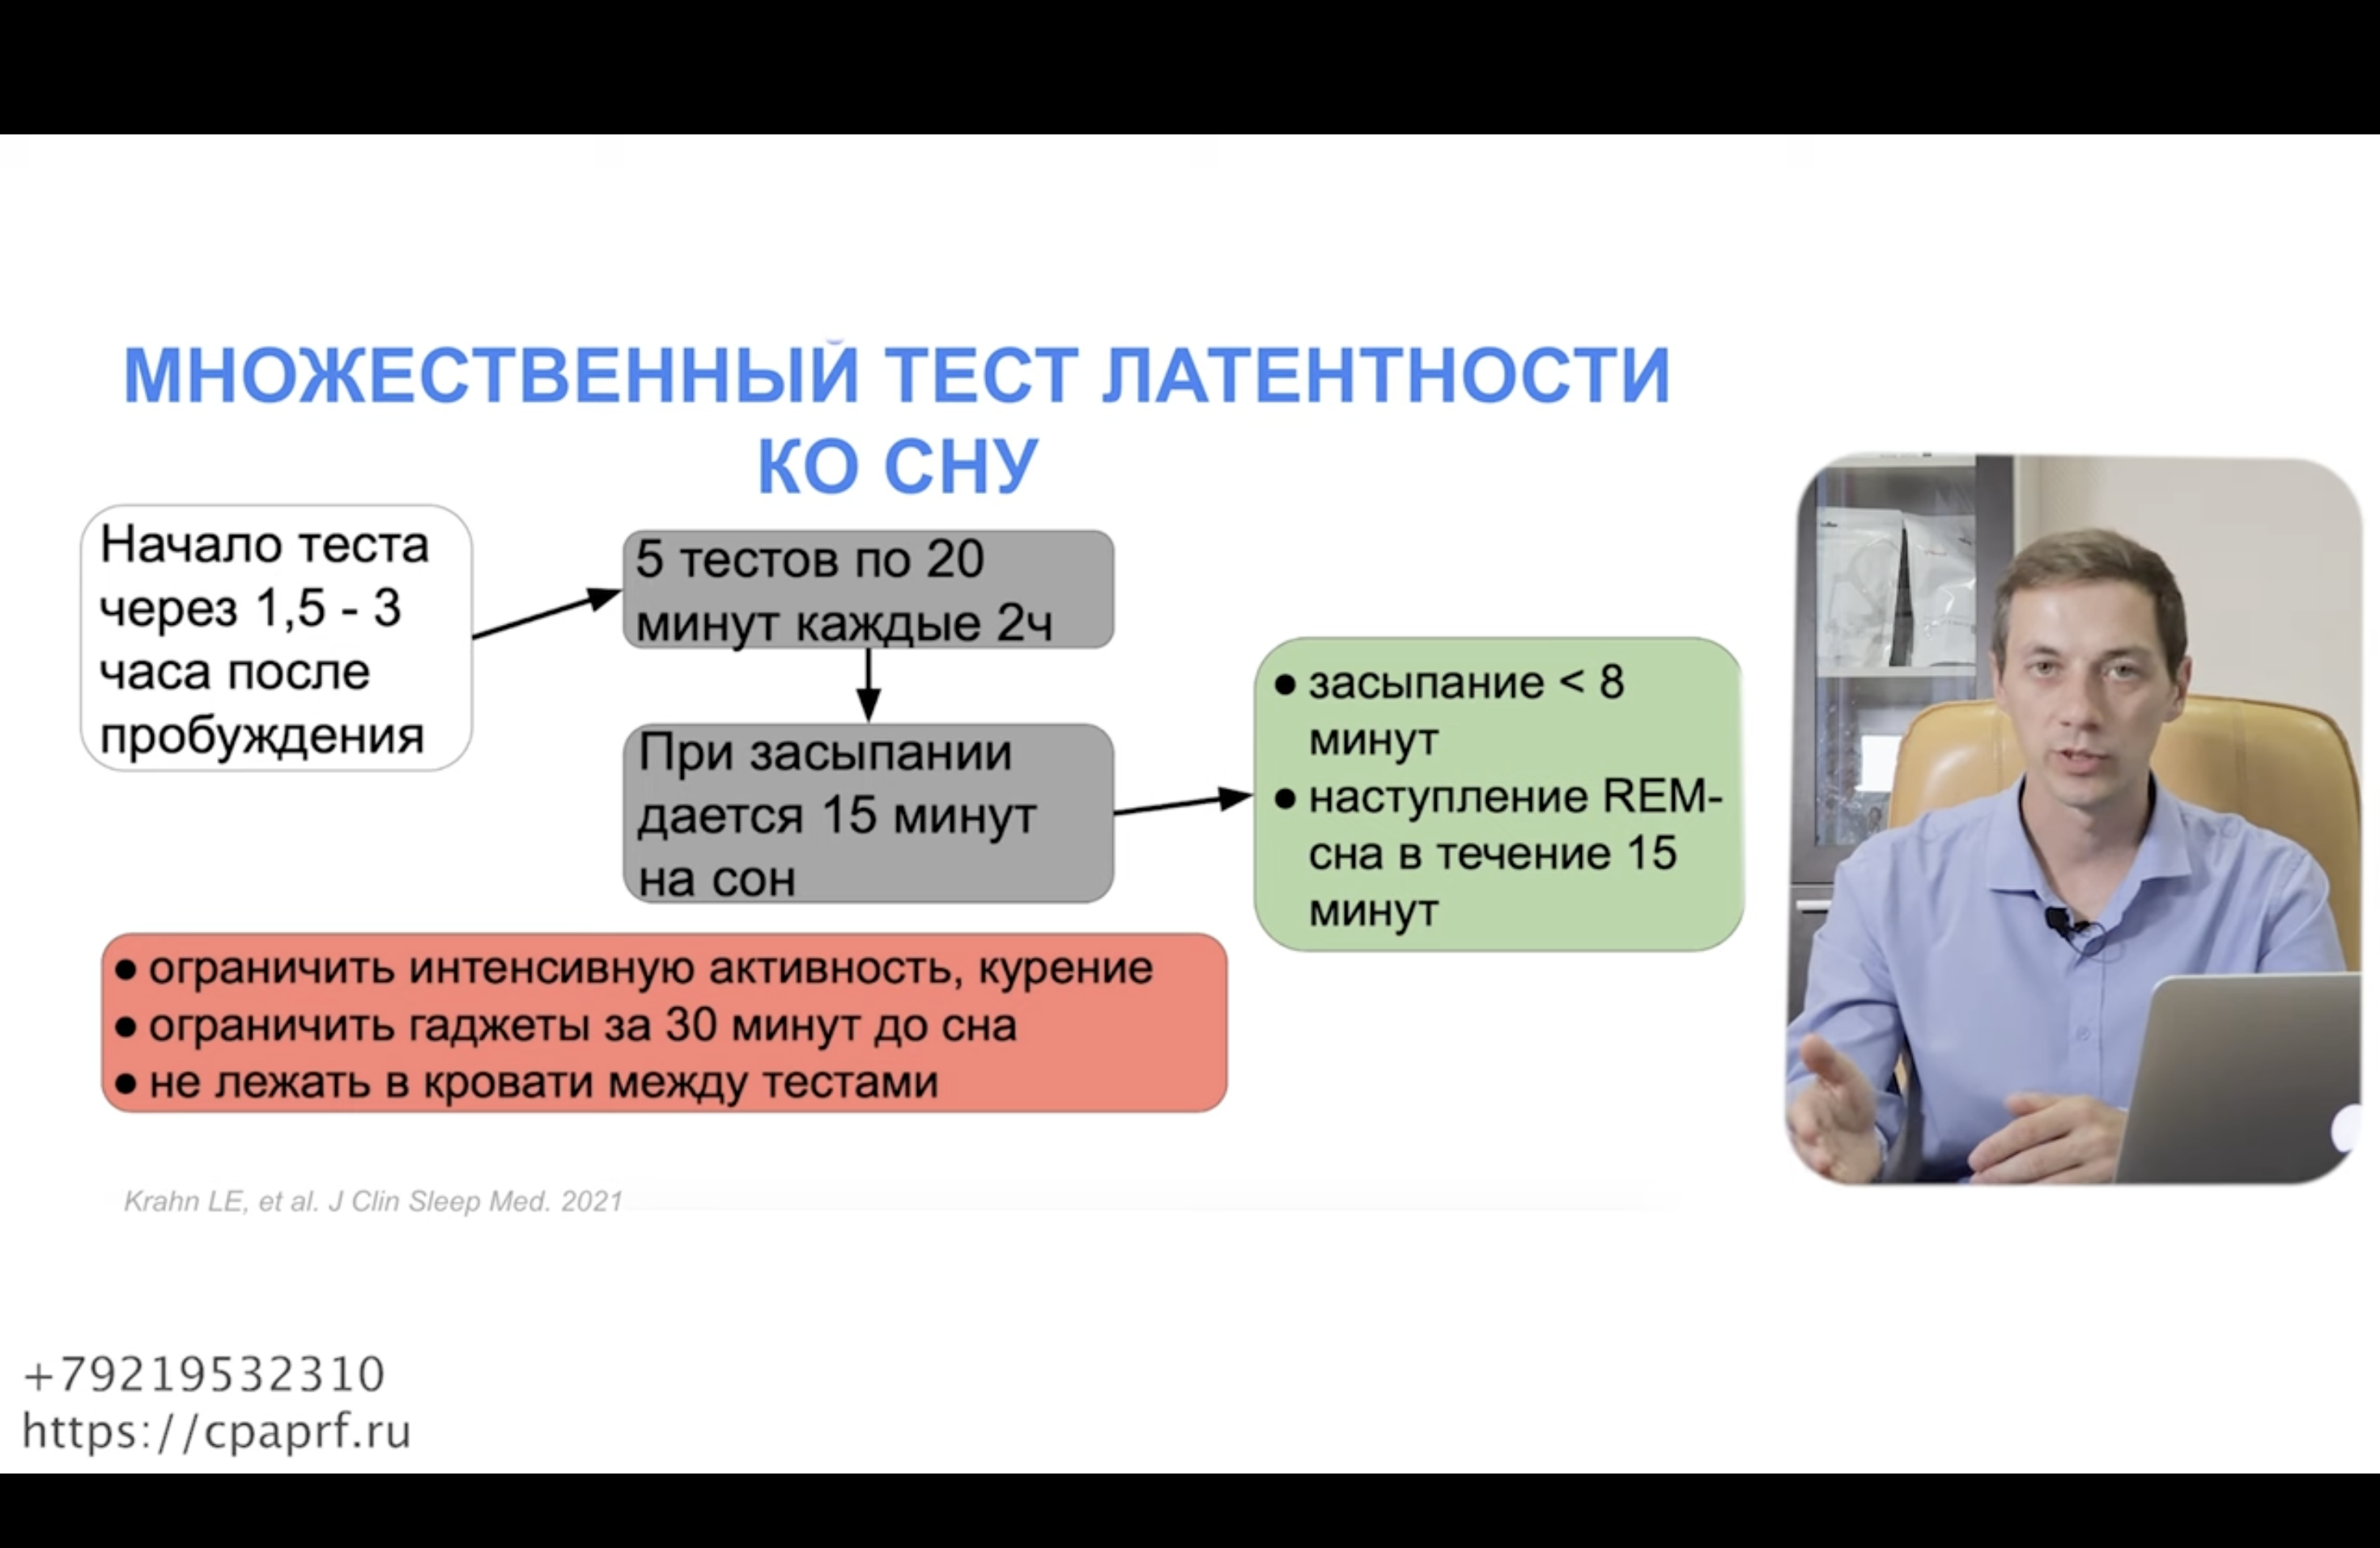 МНОЖЕСТВЕННЫЙ ТЕСТ ЛАТЕНТНОСТИ
КО СНУ
Начало теста
через 1,5 - 3
часа после
пробуждения
5 тестов по 20
минут каждые 2ч
При засыпании
дается 15 минут
на сон
● засыпание < 8
минут
● наступление REM-
сна в течение 15
минут
● ограничить интенсивную активность, курение
● ограничить гаджеты за 30 минут до сна
● не лежать в кровати между тестами
Krahn LE, et al. J Clin Sleep Med. 2021
+79219532310
https://cpaprf.ru